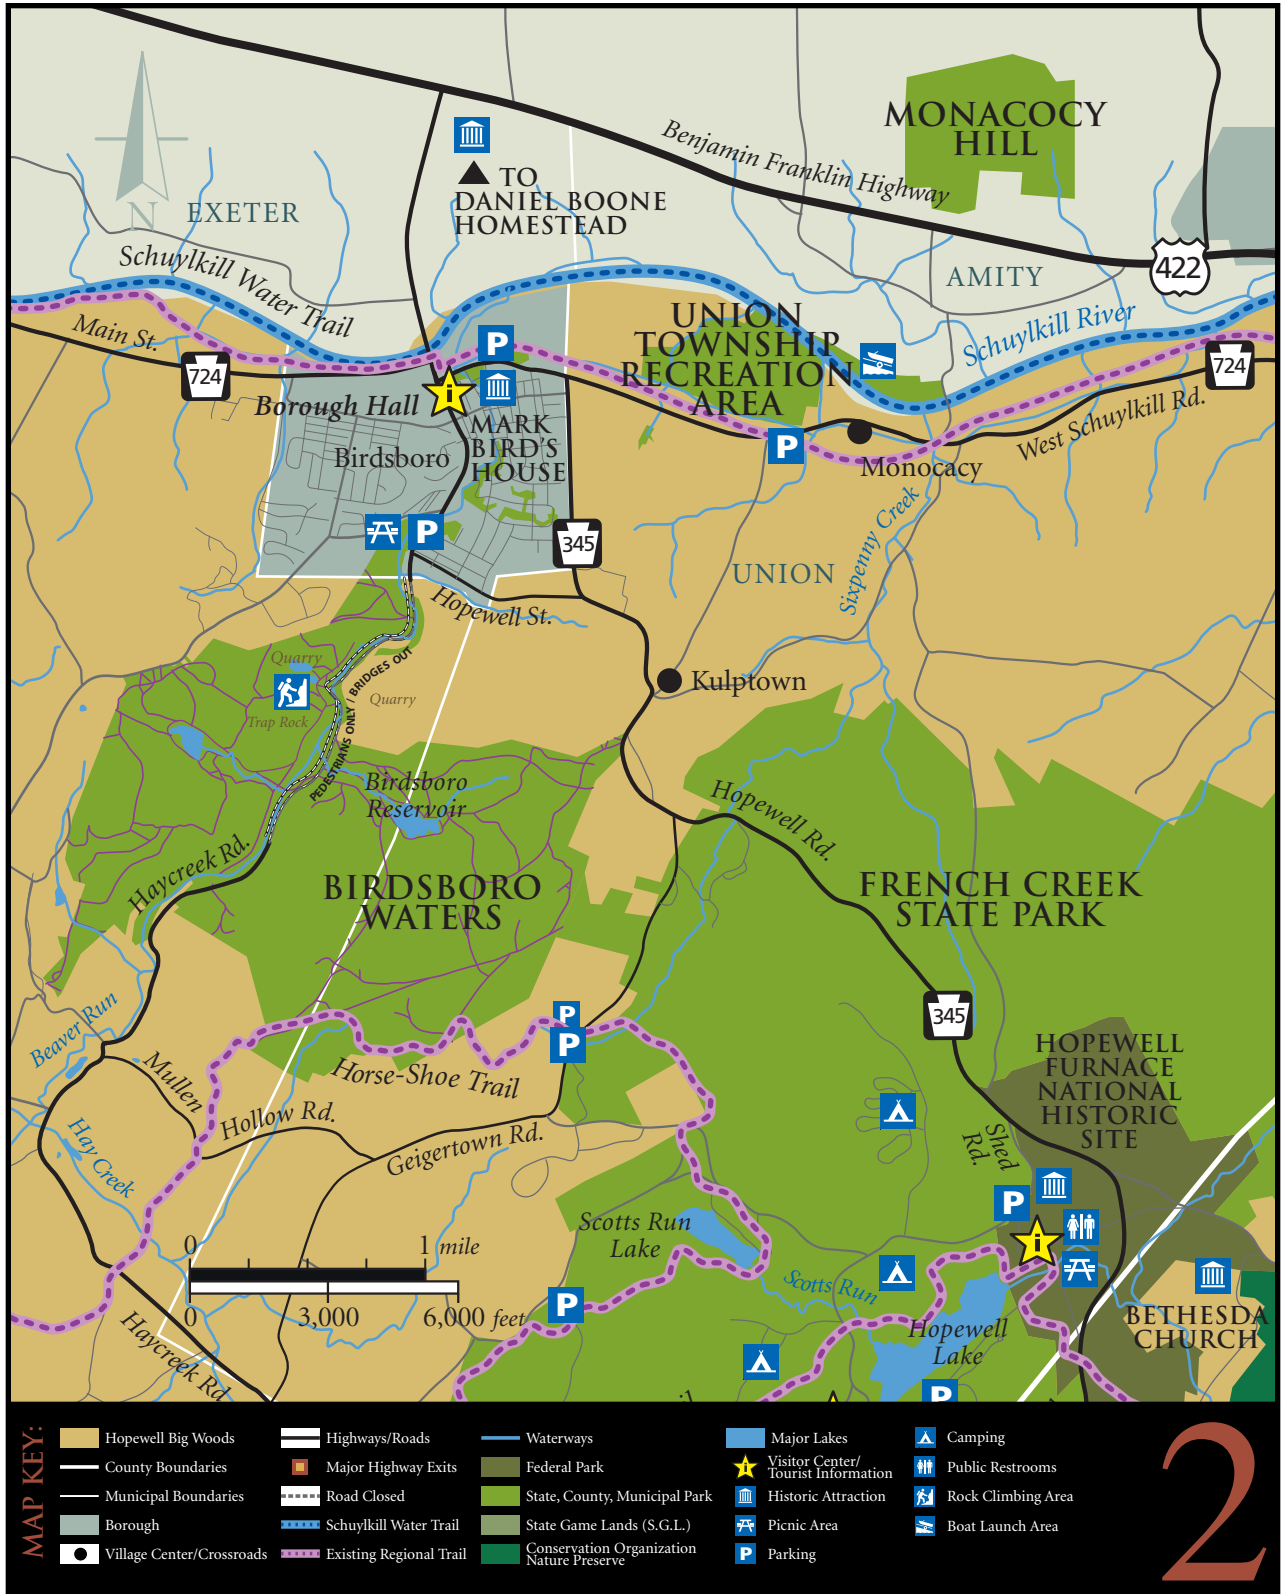 MONACOCY
HILL
Benjamin Franklin Highway
TO
DANIEL BOONE
HOMESTEAD
N
EXETER
Schuylkill Water Trail
422
AMITY
Main St.
724
P
UNION
TOWNSHIP
RECREATION
AREA
Schuylkill River
724
Borough Hall
i
MARK
BIRD'S
HOUSE
Birdsboro
P
Monocacy
West Schuylkill Rd.
P
345
UNION
Sixpenny Creek
Hopewell St.
Quarry
Quarry
Trap Rock
PEDESTRIANS ONLY / BRIDGES OUT
Kulptown
Birdsboro
Reservoir
Hopewell Rd.
Haycreek Rd.
BIRDSBORO
WATERS
FRENCH CREEK
STATE PARK
345
Beaver Run
P
P
HOPEWELL
FURNACE
NATIONAL
HISTORIC
SITE
Mullen
Hollow Rd.
Horse-Shoe Trail
Geigertown Rd.
Hay Creek
Shed
Rd.
P
i
Scotts Run
Lake
Scotts Run
0
1 mile
0
3,000
6,000 feet
P
Haycreek Rd
BETHESDA
CHURCH
Hopewell
Lake
P
il
MAP KEY:
Hopewell Big Woods
County Boundaries
Municipal Boundaries
Borough
Village Center/Crossroads
Highways/Roads
Major Highway Exits
Road Closed
Schuylkill Water Trail
Existing Regional Trail
Waterways
Federal Park
State, County, Municipal Park
State Game Lands (S.G.L.)
Conservation Organization
Nature Preserve
Major Lakes
i
Visitor Center/
Tourist Information
Historic Attraction
Picnic Area
P
Parking
Camping
Public Restrooms
Rock Climbing Area
Boat Launch Area
2